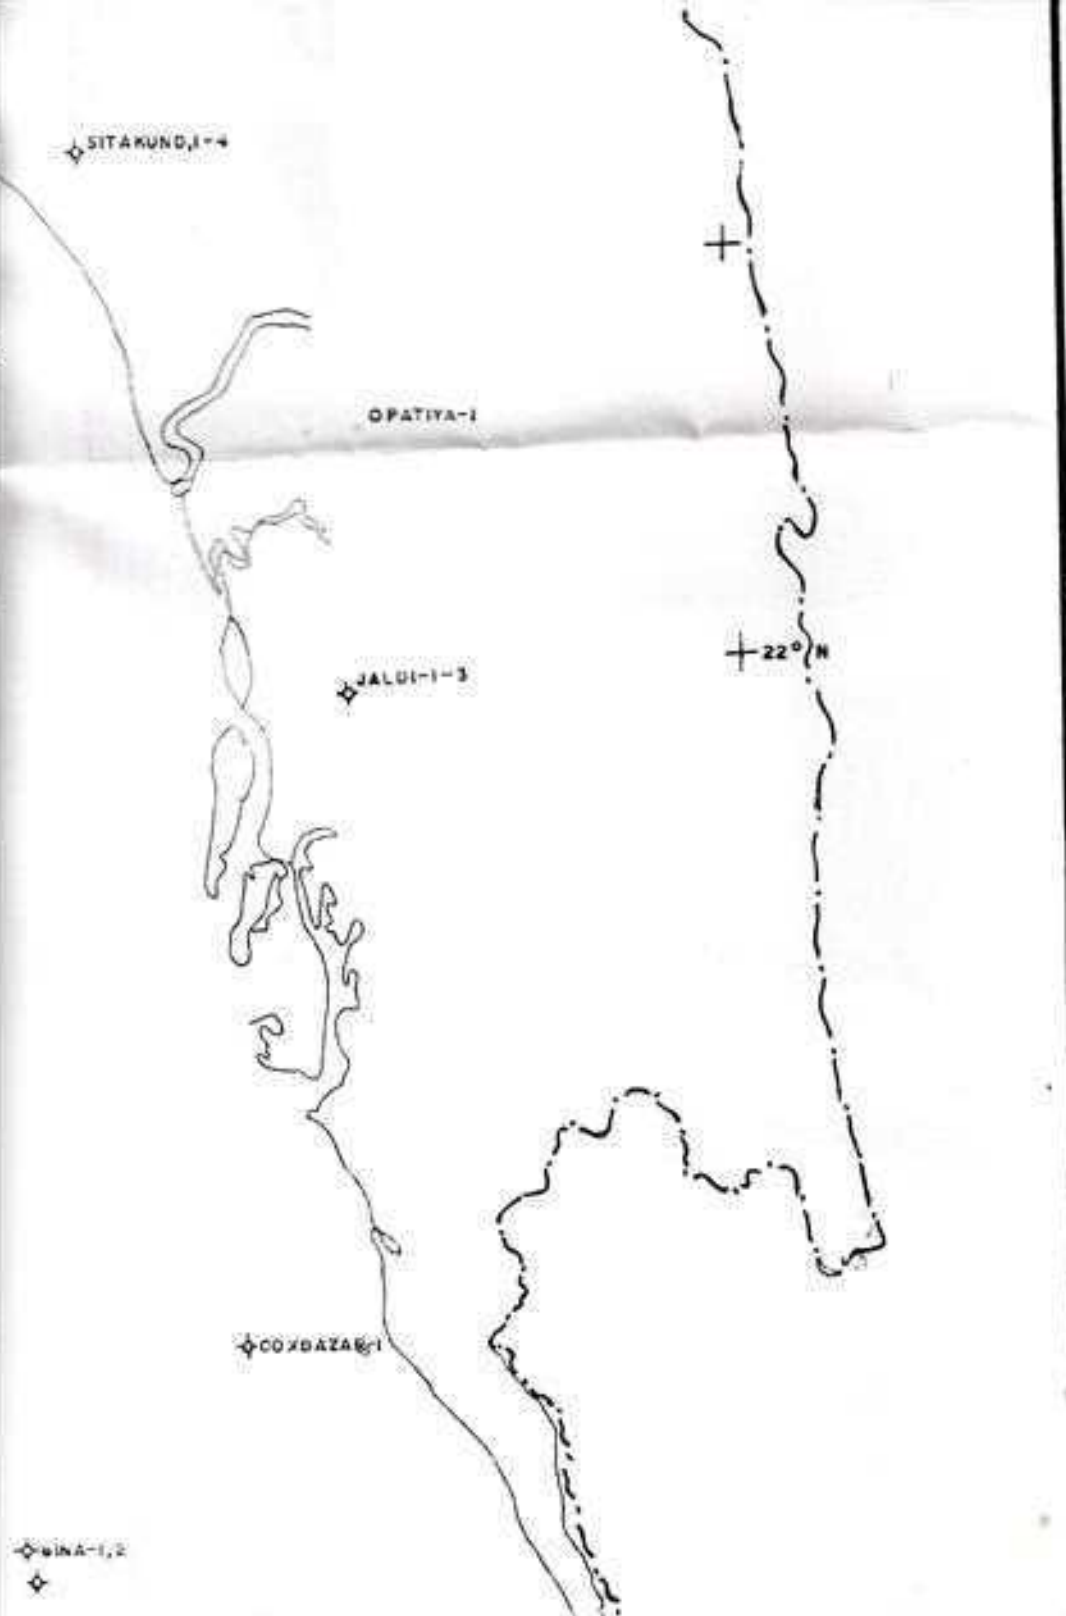 SITAKUND,1-4
OPATIYA-1
22° N
JALDI-1-3
COXBAZAR-1
BINA-1,2